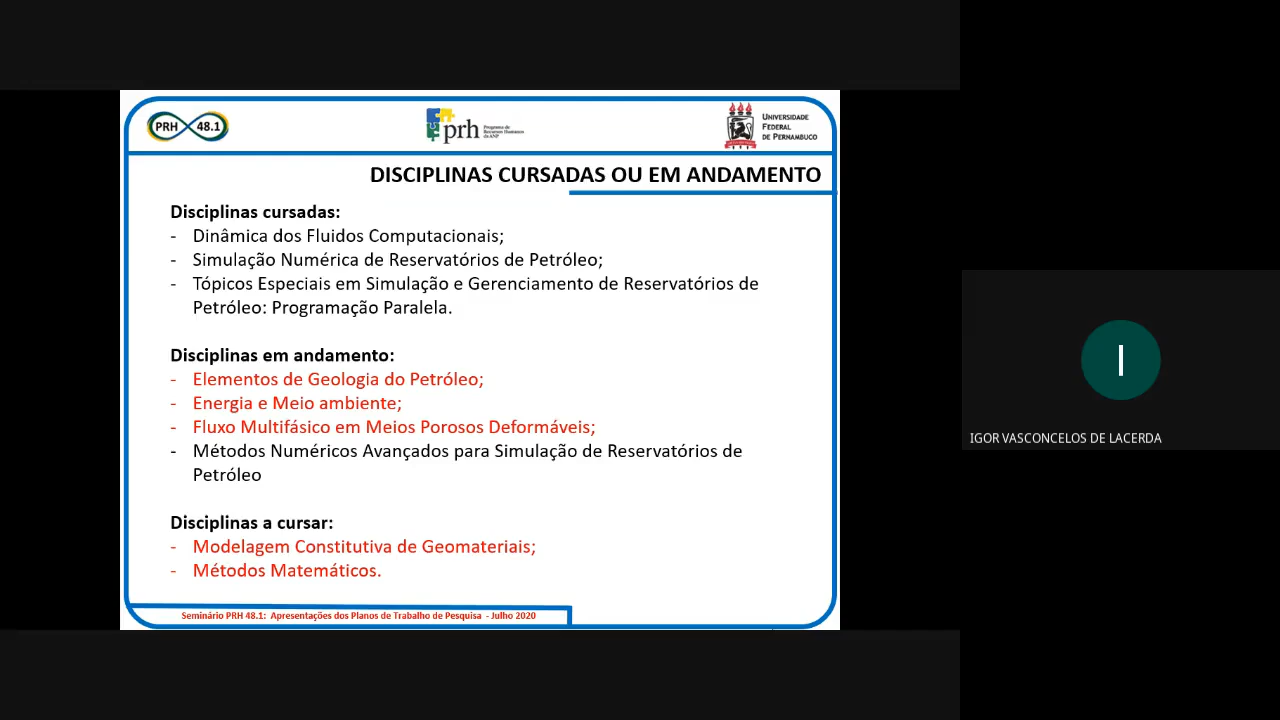 PRH 48.1
prh Programa de
Recursos Humanos
da ANP
UNIVERSIDADE
FEDERAL
DE PERNAMBUCO
DISCIPLINAS CURSADAS OU EM ANDAMENTO
Disciplinas cursadas:
- Dinâmica dos Fluidos Computacionais;
- Simulação Numérica de Reservatórios de Petróleo;
- Tópicos Especiais em Simulação e Gerenciamento de Reservatórios de
Petróleo: Programação Paralela.
Disciplinas em andamento:
- Elementos de Geologia do Petróleo;
- Energia e Meio ambiente;
- Fluxo Multifásico em Meios Porosos Deformáveis;
- Métodos Numéricos Avançados para Simulação de Reservatórios de
Petróleo
Disciplinas a cursar:
- Modelagem Constitutiva de Geomateriais;
- Métodos Matemáticos.
Seminário PRH 48.1: Apresentações dos Planos de Trabalho de Pesquisa - Julho 2020
I
IGOR VASCONCELOS DE LACERDA